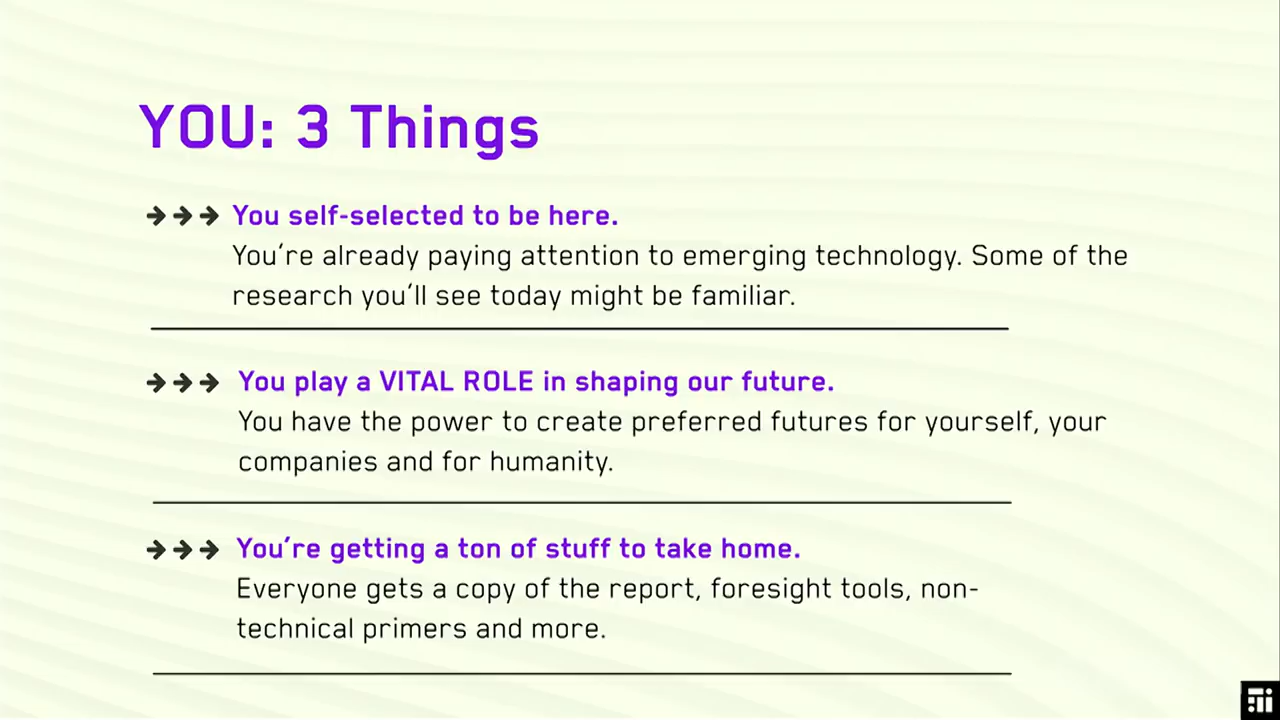 YOU: 3 Things
You self-selected to be here.
You're already paying attention to emerging technology. Some of the
research you'll see today might be familiar.
You play a VITAL ROLE in shaping our future.
You have the power to create preferred futures for yourself, your
companies and for humanity.
You're getting a ton of stuff to take home.
Everyone gets a copy of the report, foresight tools, non-
technical primers and more.